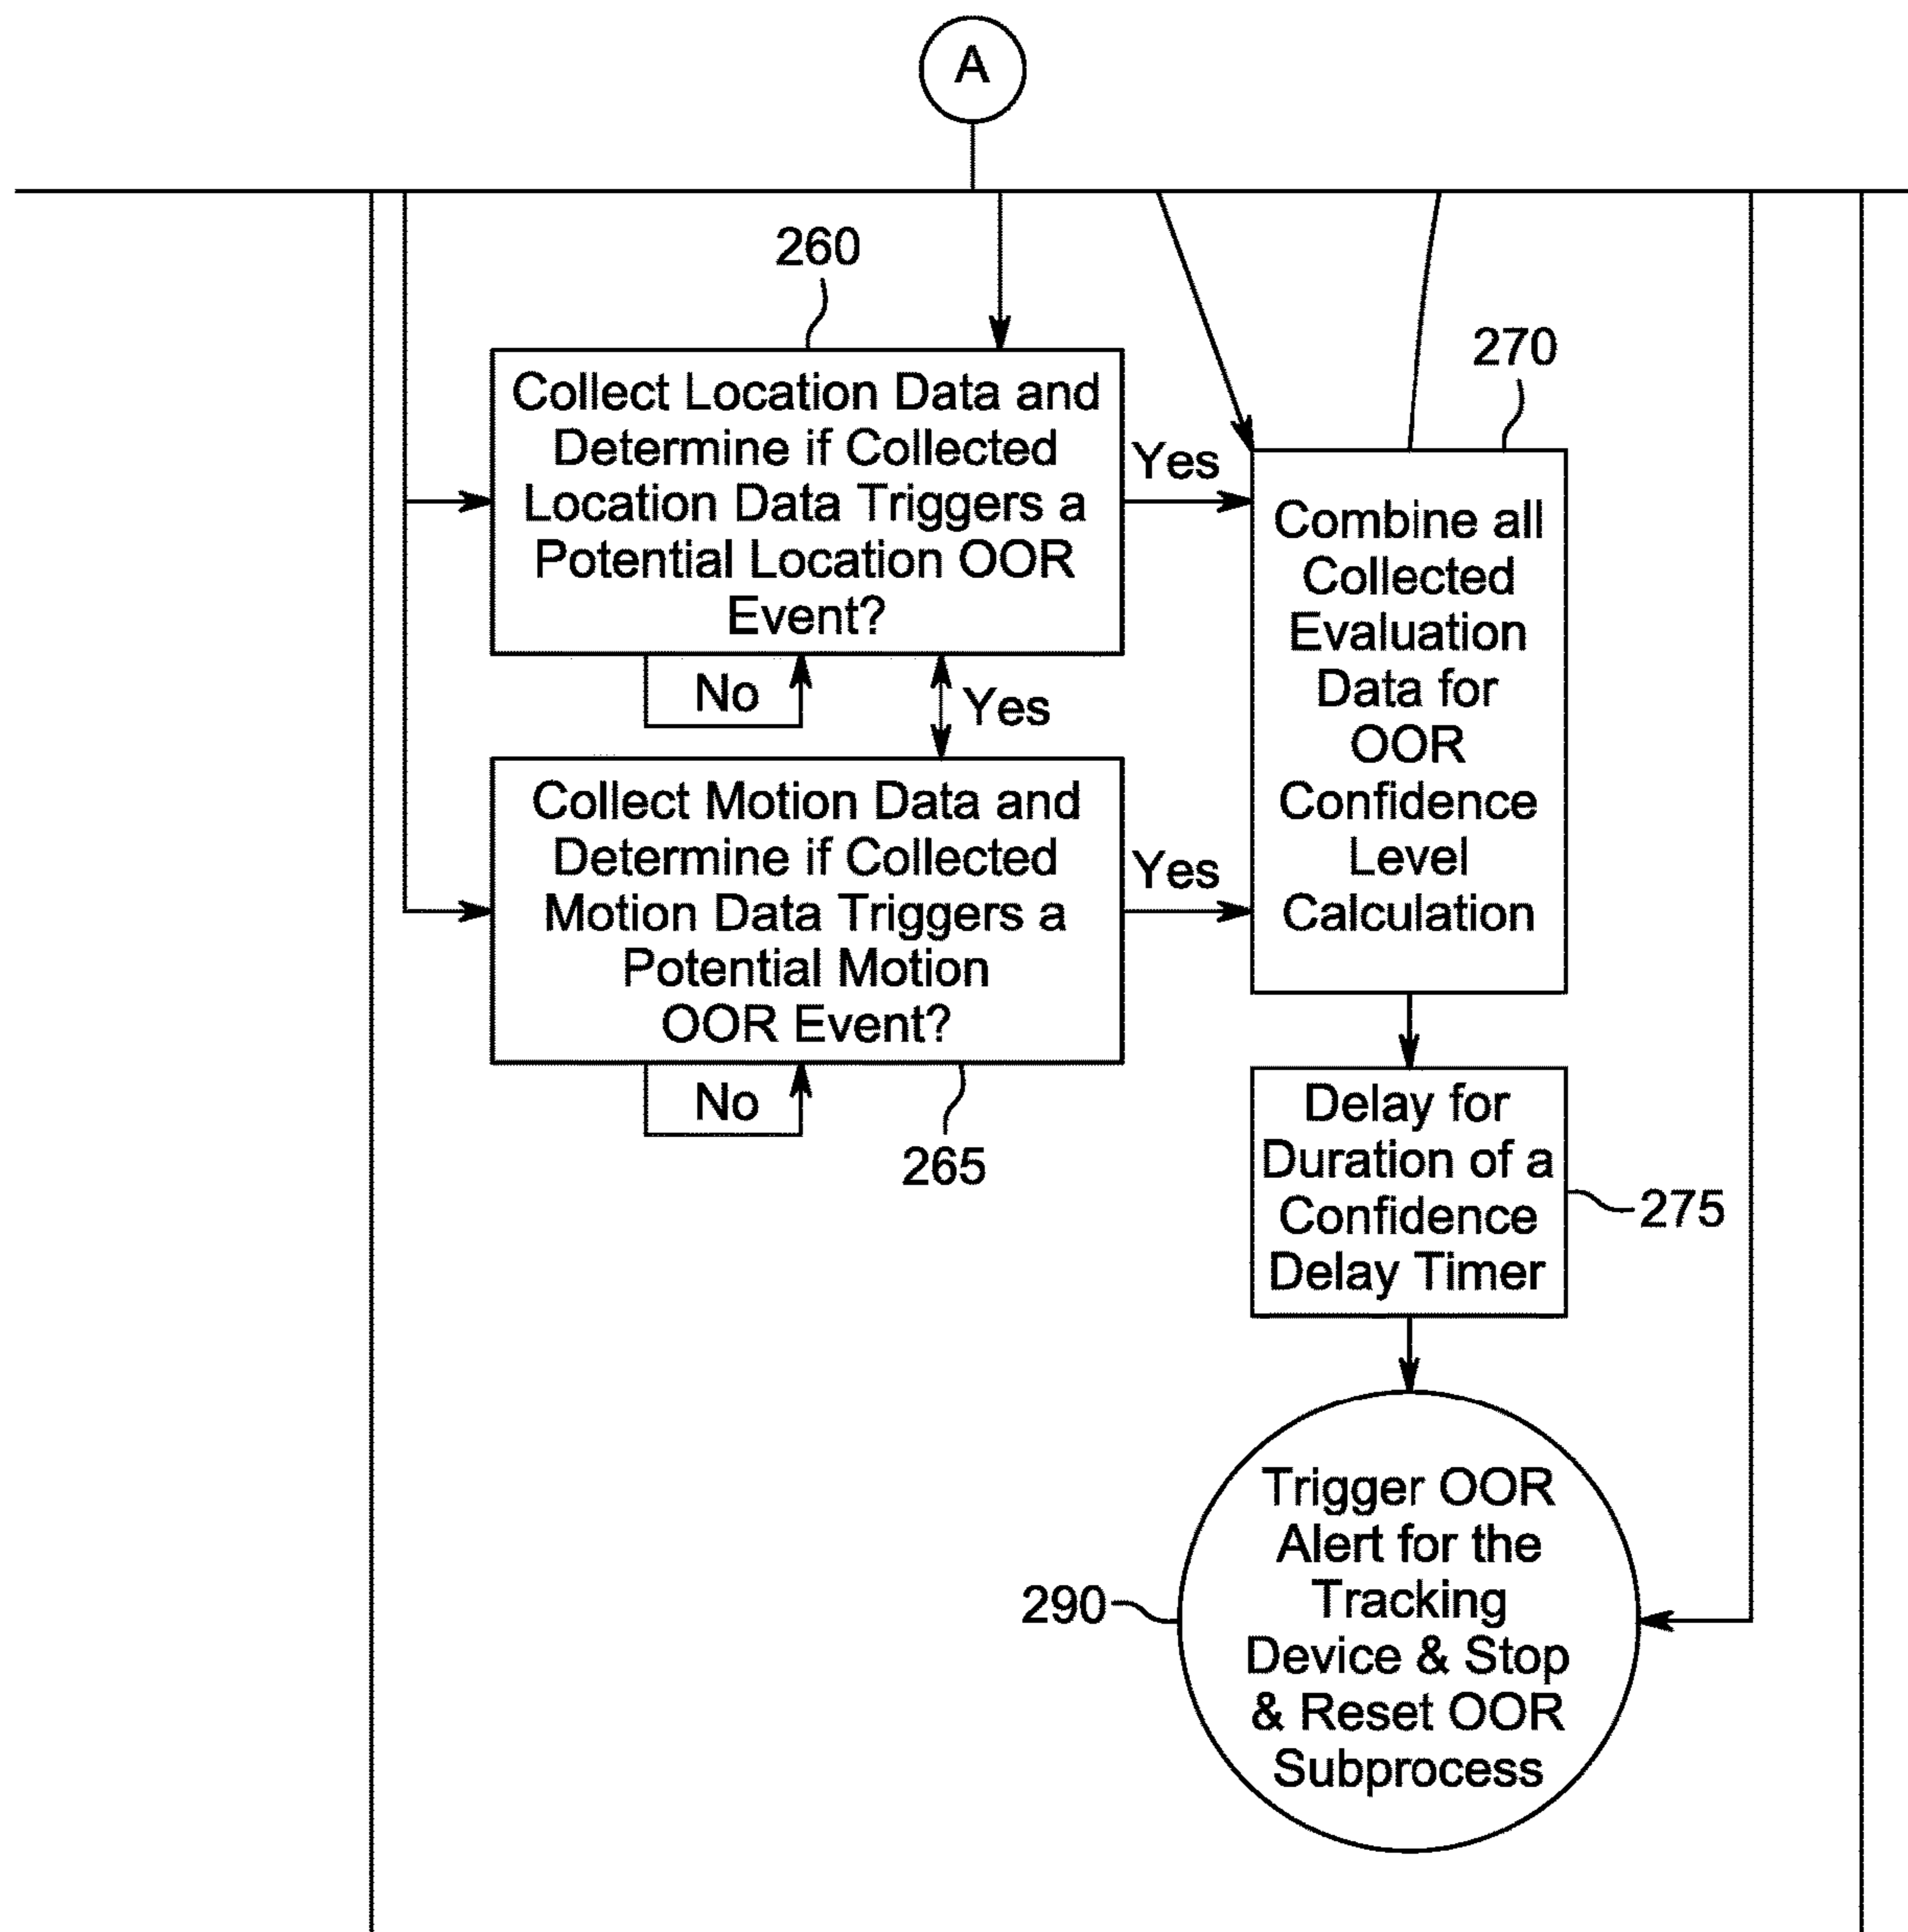 A
260
Collect Location Data and
Determine if Collected
Location Data Triggers a
Potential Location OOR
Event?
Yes
No
Yes
270
Combine all
Collected
Evaluation
Data for
OOR
Confidence
Level
Calculation
Collect Motion Data and
Determine if Collected
Motion Data Triggers a
Potential Motion
OOR Event?
Yes
No
265
Delay for
Duration of a
Confidence
Delay Timer
275
Trigger OOR
Alert for the
Tracking
Device & Stop
& Reset OOR
Subprocess
290